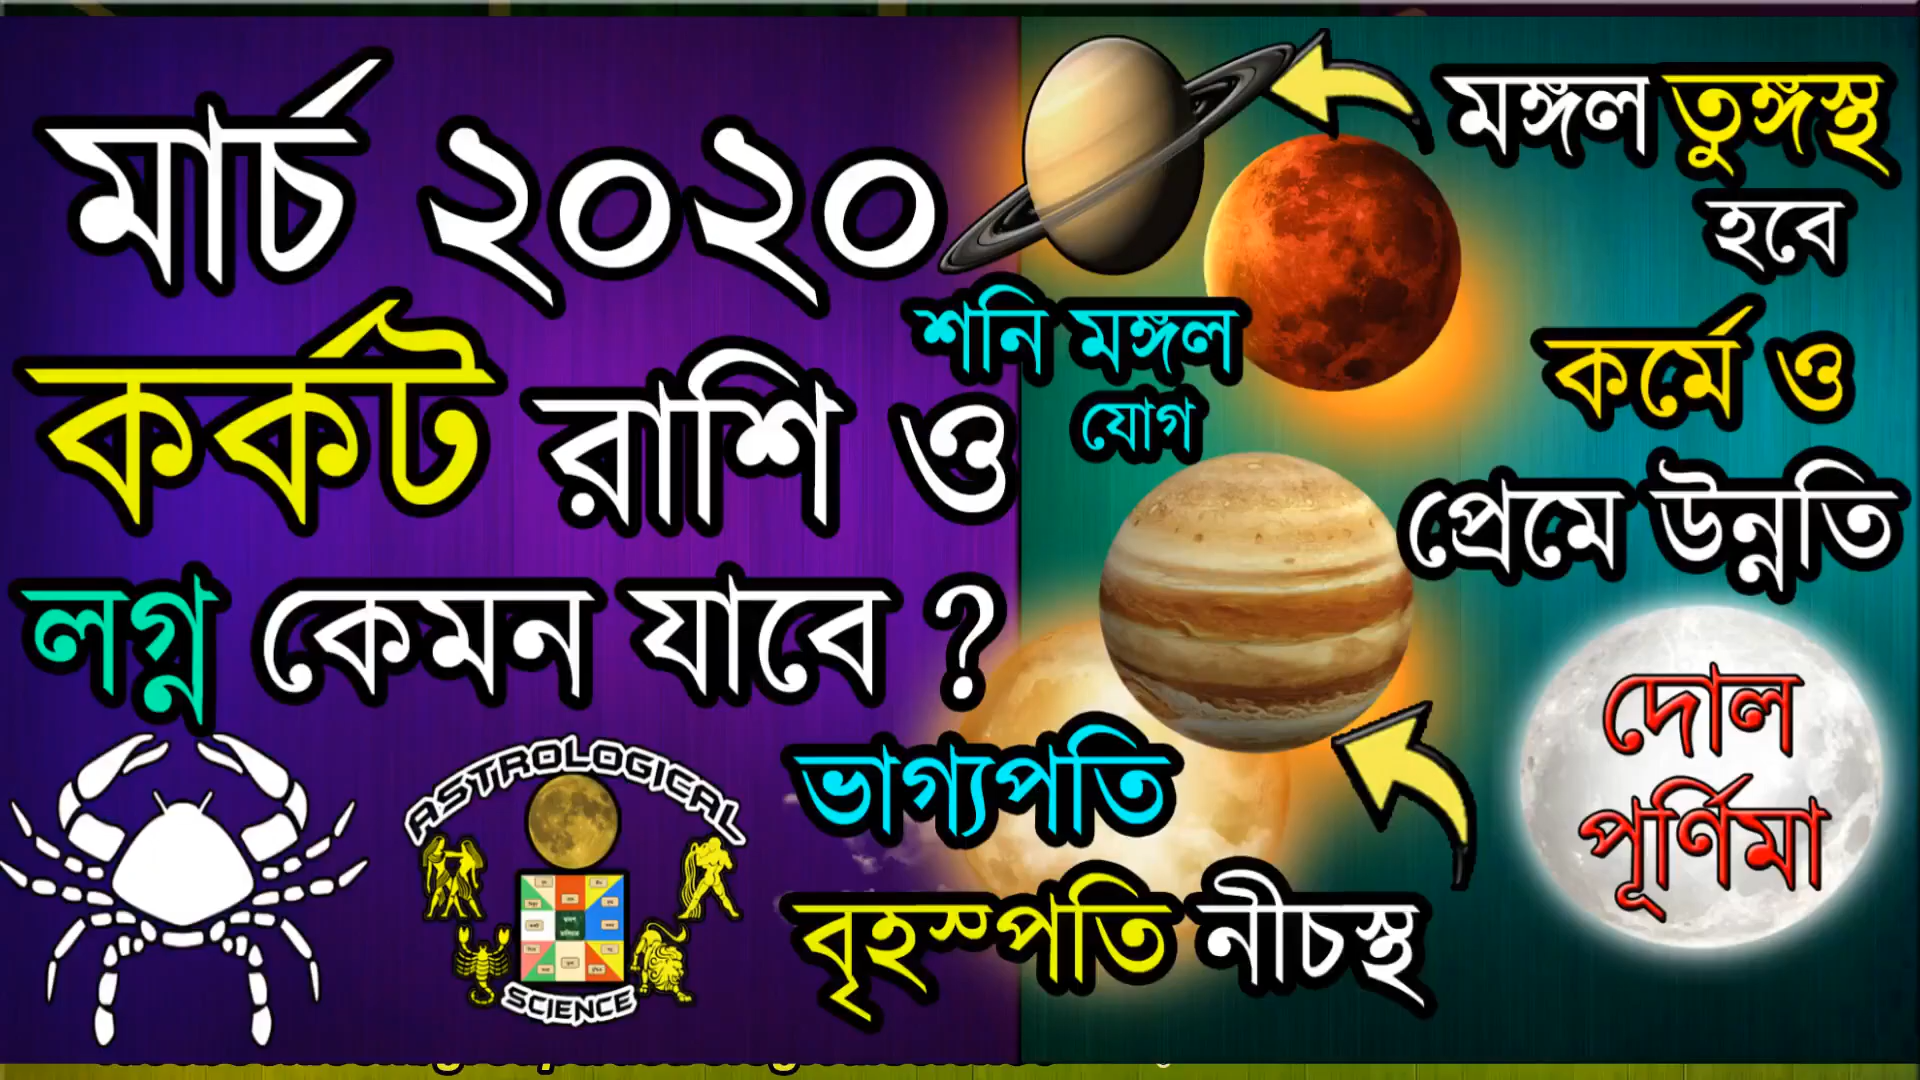 মার্চ ২০২০
কর্কট রাশি ও
লগ্ন কেমন যাবে ?
মঙ্গল তুঙ্গস্থ
হবে
শনি মঙ্গল
যোগ
কর্মে ও
প্রেমে উন্নতি
দোল
পূর্ণিমা
ভাগ্যপতি
বৃহস্পতি নীচস্থ
ASTROLOGICAL
SCIENCE